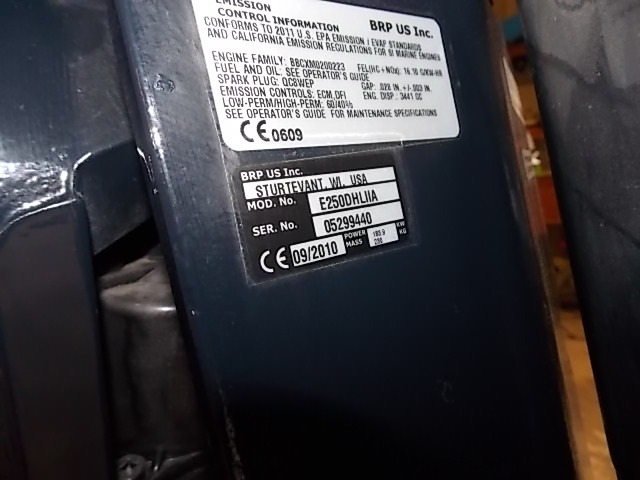 EMISSION
CONTROL INFORMATION BRP US Inc.
CONFORMS TO 2011 U.S. EPA EMISSION / EVAP STANDARDS
AND CALIFORNIA EMISSION REGULATIONS FOR SI MARINE ENGINES
ENGINE FAMILY: BBCXM0200223 FEL(HC + NOx): 16.10 G/KW-HR
FUEL AND OIL: SEE OPERATOR'S GUIDE
SPARK PLUG: QC8WEP GAP: .028 IN.+/-.003 IN.
EMISSION CONTROLS: ECM,DFI ENG. DISP.: 3441 CC
LOW-PERM/HIGH-PERM: 60/40%
SEE OPERATOR'S GUIDE FOR MAINTENANCE SPECIFICATIONS
CE0609
BRP US Inc.
STURTEVANT, WI, USA
MOD. No. E250DHLIIA
SER. No. 05299440
CE 09/2010 POWER 183.9 KW
MASS 238 KG